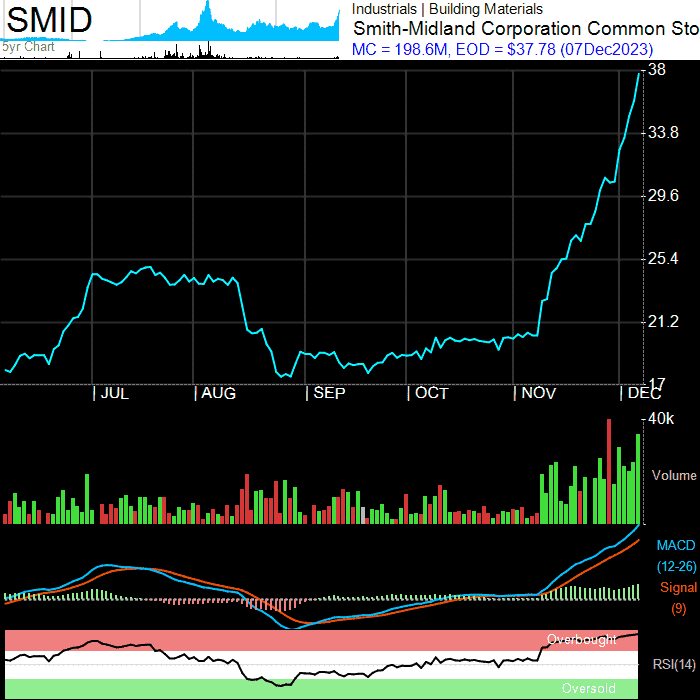 SMID
5yr Chart
Industrials | Building Materials
Smith-Midland Corporation Common Sto
MC = 198.6M, EOD = $37.78 (07Dec2023)
38
33.8
29.6
25.4
21.2
17
| JUL | AUG | SEP | OCT | NOV | DEC
40k
Volume
MACD
(12-26)
Signal
(9)
Overbought
RSI(14)
Oversold